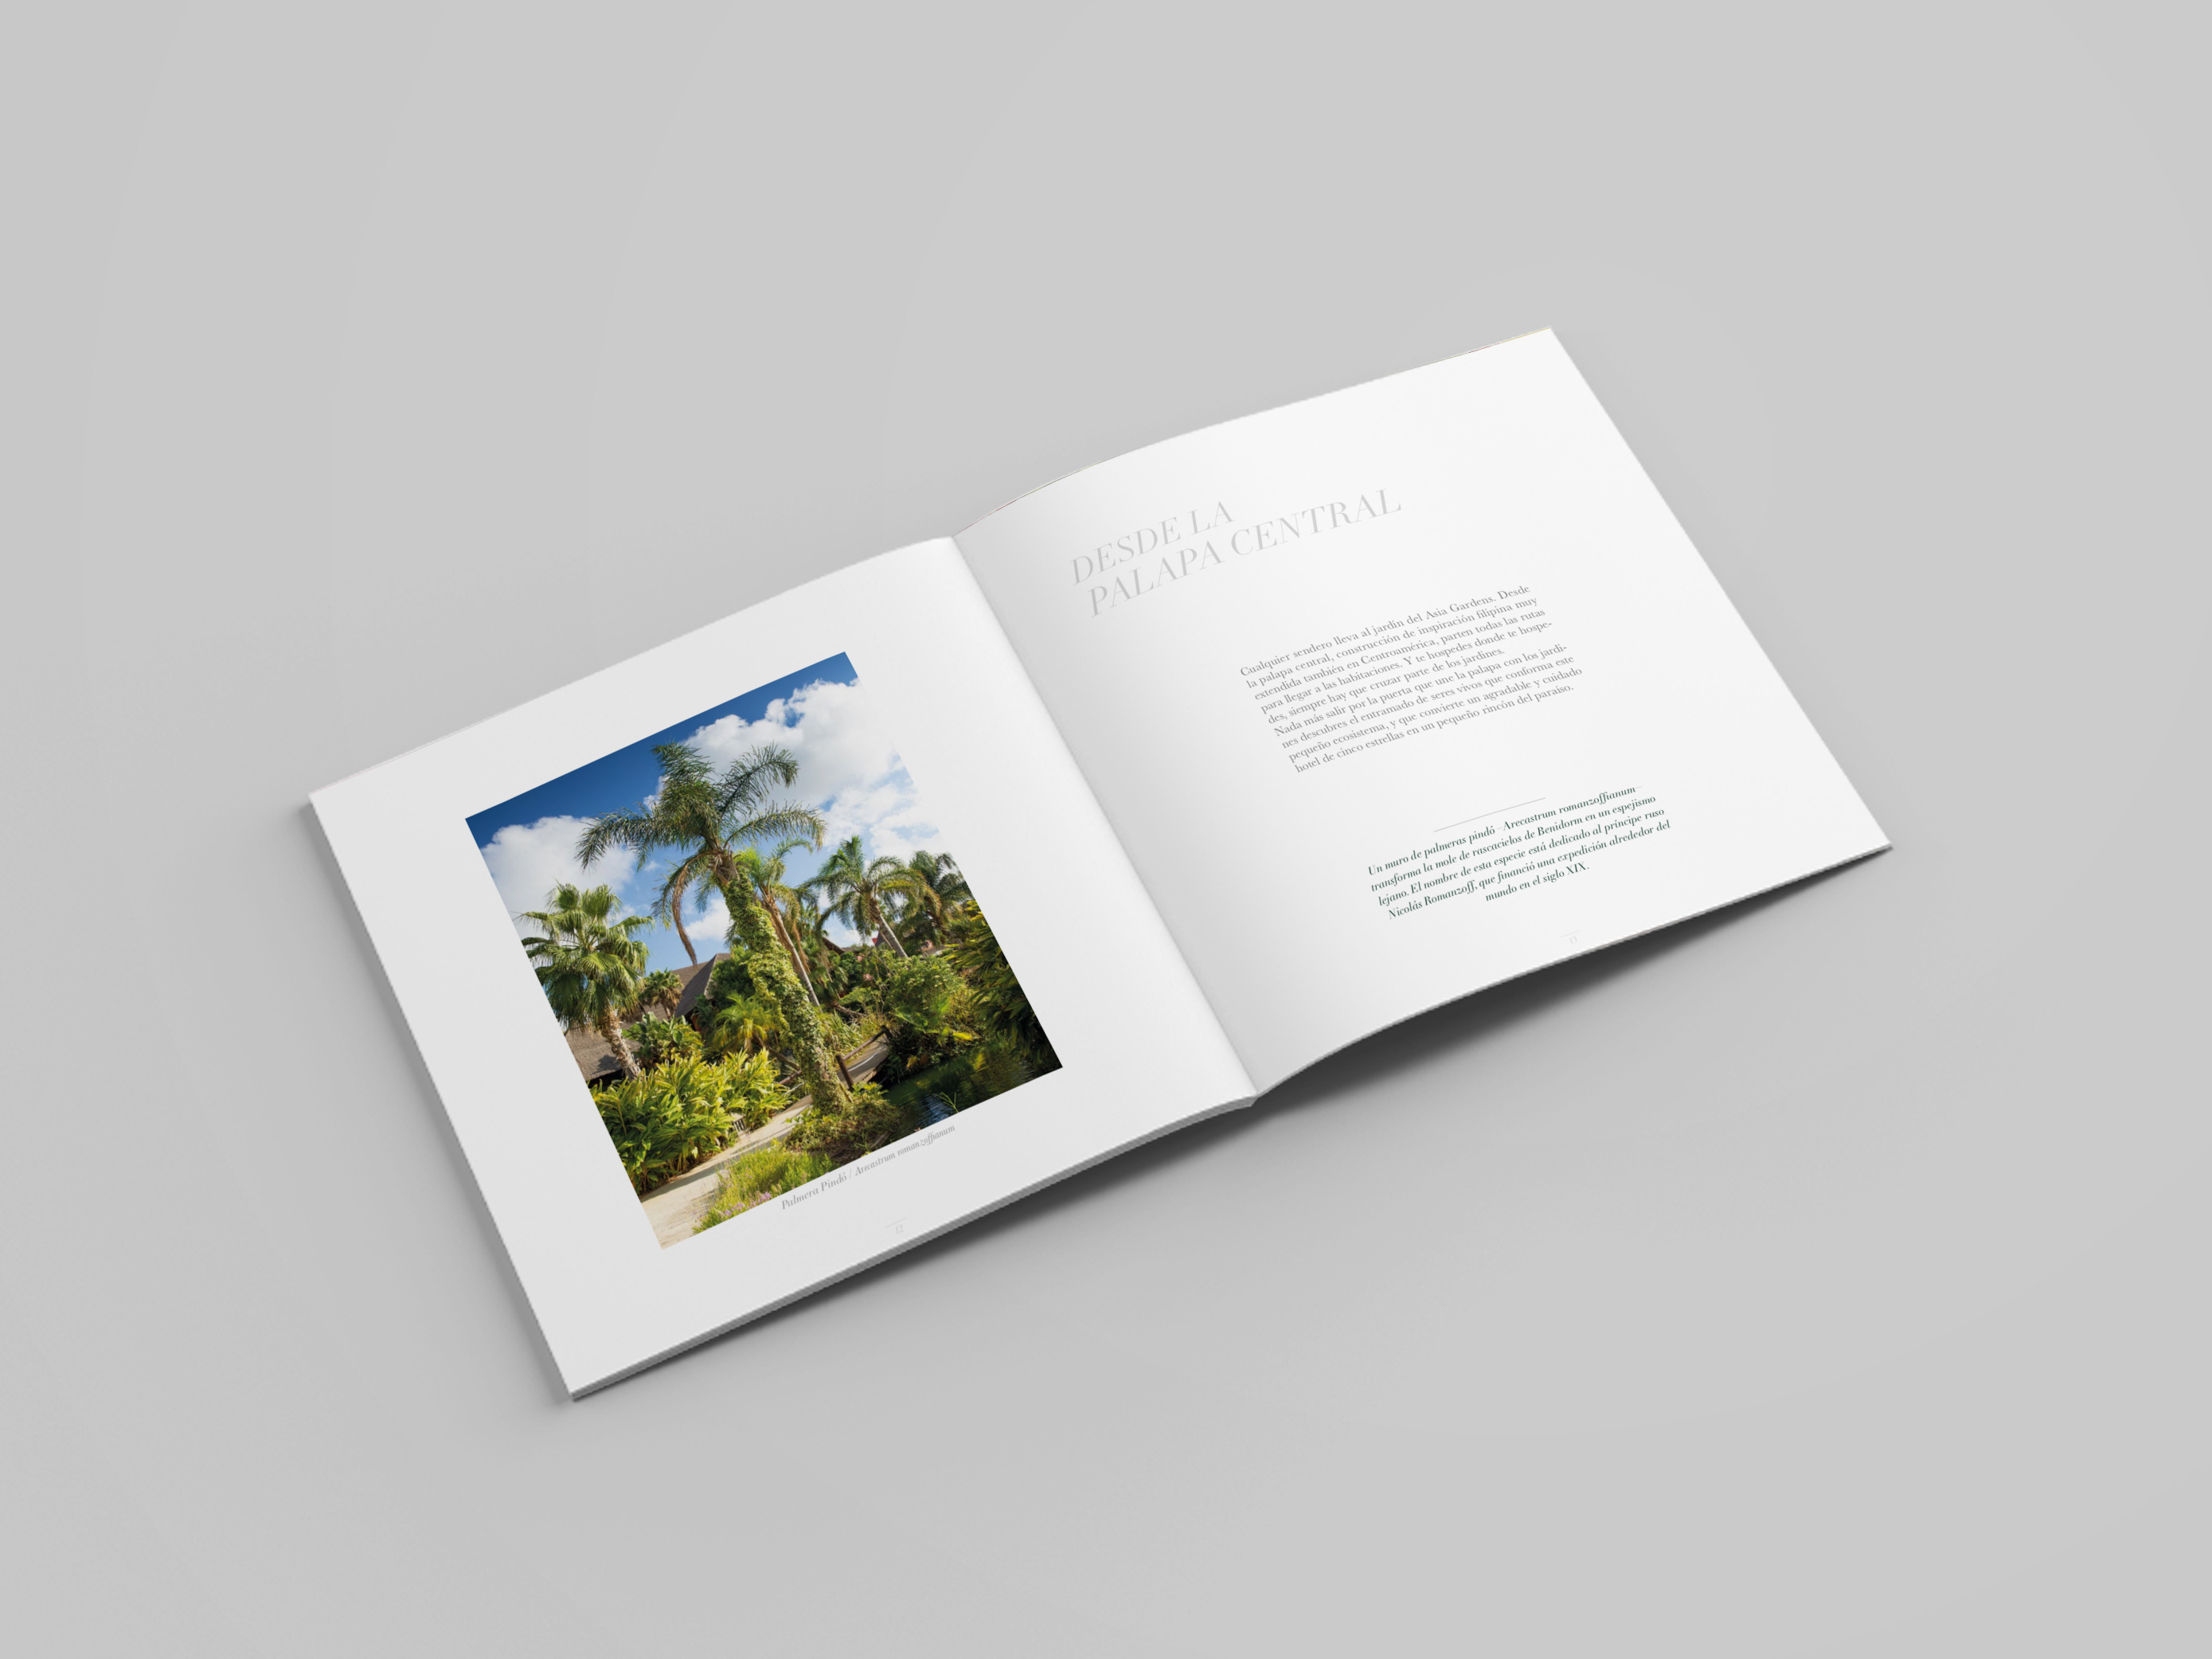 Palmera Pindó / Arecastrum romanzoffianum
12
DESDE LA
PALAPA CENTRAL
Cualquier sendero lleva al jardín del Asia Gardens. Desde
la palapa central, construcción de inspiración filipina muy
extendida también en Centroamérica, parten todas las rutas
para llegar a las habitaciones. Y te hospedes donde te hospe-
des, siempre hay que cruzar parte de los jardines.
Nada más salir por la puerta que une la palapa con los jardi-
nes descubres el entramado de seres vivos que conforma este
pequeño ecosistema, y que convierte un agradable y cuidado
hotel de cinco estrellas en un pequeño rincón del paraíso.
Un muro de palmeras pindó –Arecastrum romanzoffianum–
transforma la mole de rascacielos de Benidorm en un espejismo
lejano. El nombre de esta especie está dedicado al príncipe ruso
Nicolás Romanzoff, que financió una expedición alrededor del
mundo en el siglo XIX.
13